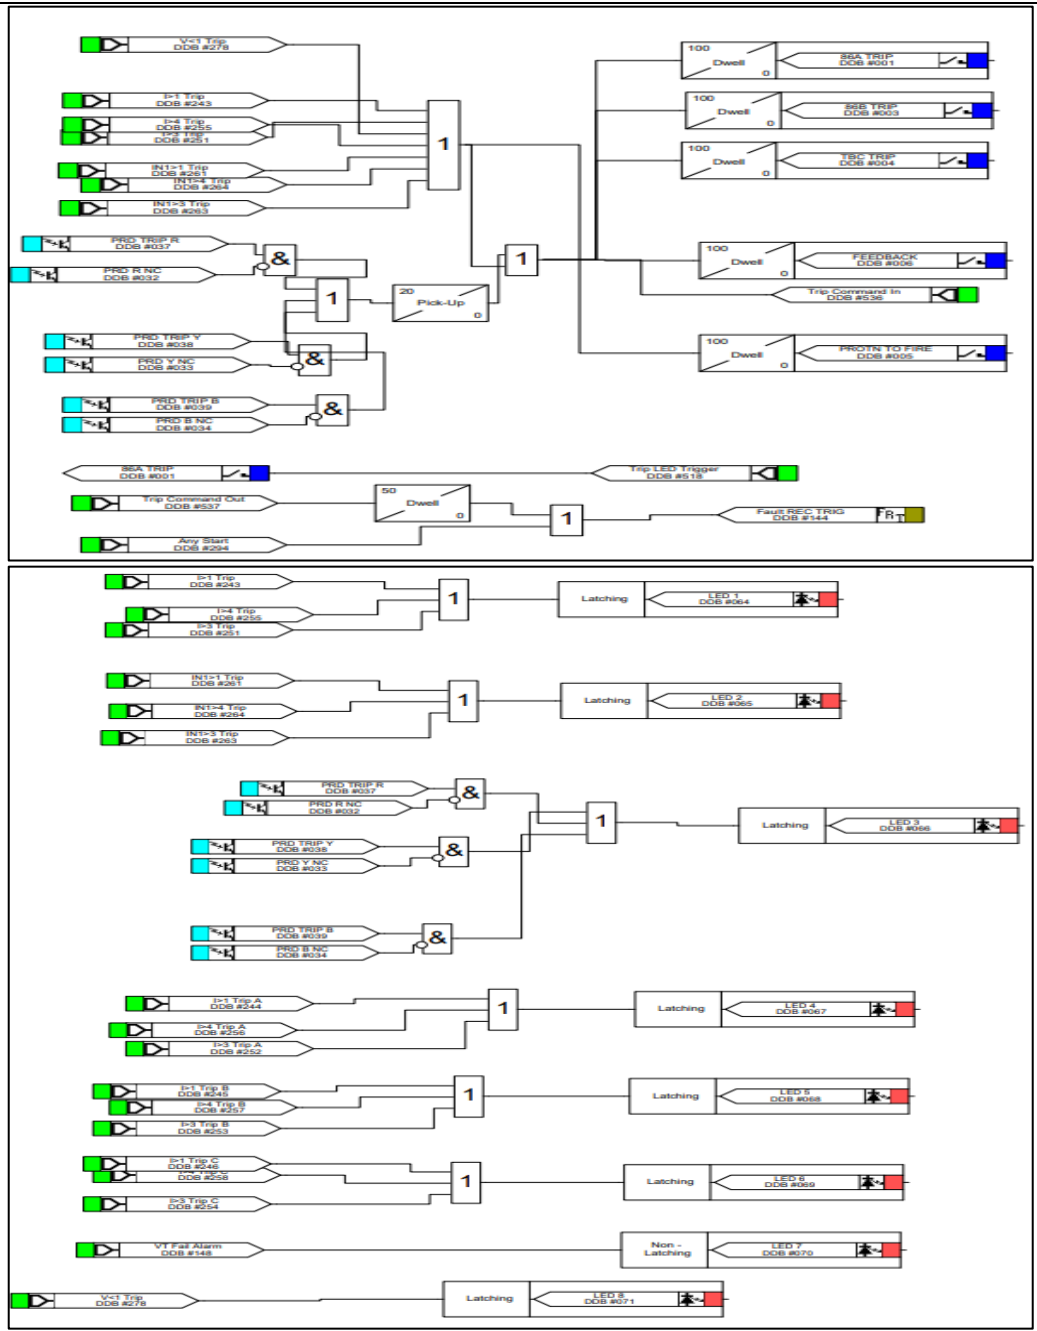 V<1 Trip
DDB #278
I>1 Trip
DDB #243
I>4 Trip
DDB #255
I>3 Trip
DDB #251
IN1>1 Trip
DDB #261
IN1>4 Trip
DDB #264
IN1>3 Trip
DDB #263
1
100
Dwell
0
86A TRIP
DDB #001
100
Dwell
0
86B TRIP
DDB #003
100
Dwell
0
TBC TRIP
DDB #004
PRD TRIP R
DDB #037
PRD R NC
DDB #032
&
1
20
Pick-Up
0
1
100
Dwell
0
FEEDBACK
DDB #006
Trip Command In
DDB #536
PRD TRIP Y
DDB #038
PRD Y NC
DDB #033
&
100
Dwell
0
PROTN TO FIRE
DDB #005
PRD TRIP B
DDB #039
PRD B NC
DDB #034
&
86A TRIP
DDB #001
Trip LED Trigger
DDB #518
Trip Command Out
DDB #537
50
Dwell
0
Any Start
DDB #294
1
Fault REC TRIG
DDB #144
FRT
I>1 Trip
DDB #243
I>4 Trip
DDB #255
I>3 Trip
DDB #251
1
Latching
LED 1
DDB #064
IN1>1 Trip
DDB #261
IN1>4 Trip
DDB #264
IN1>3 Trip
DDB #263
1
Latching
LED 2
DDB #065
PRD TRIP R
DDB #037
PRD R NC
DDB #032
&
PRD TRIP Y
DDB #038
PRD Y NC
DDB #033
&
PRD TRIP B
DDB #039
PRD B NC
DDB #034
&
1
Latching
LED 3
DDB #066
I>1 Trip A
DDB #244
I>4 Trip A
DDB #256
I>3 Trip A
DDB #252
1
Latching
LED 4
DDB #067
I>1 Trip B
DDB #245
I>4 Trip B
DDB #257
I>3 Trip B
DDB #253
1
Latching
LED 5
DDB #068
I>1 Trip C
DDB #246
I>4 Trip C
DDB #258
I>3 Trip C
DDB #254
1
Latching
LED 6
DDB #069
VT Fail Alarm
DDB #148
Non -
Latching
LED 7
DDB #070
V<1 Trip
DDB #278
Latching
LED 8
DDB #071